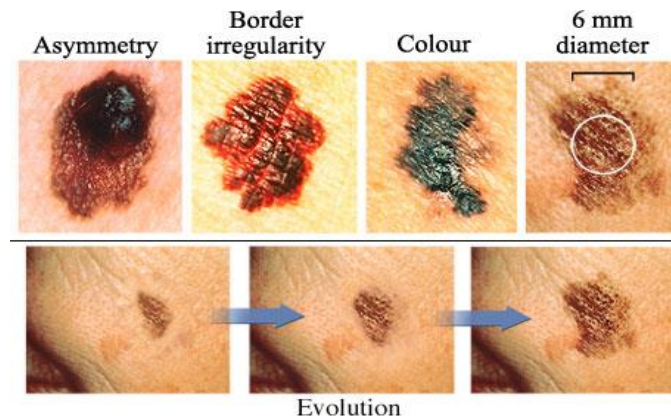 Asymmetry
Border
irregularity
Colour
6 mm
diameter
Evolution